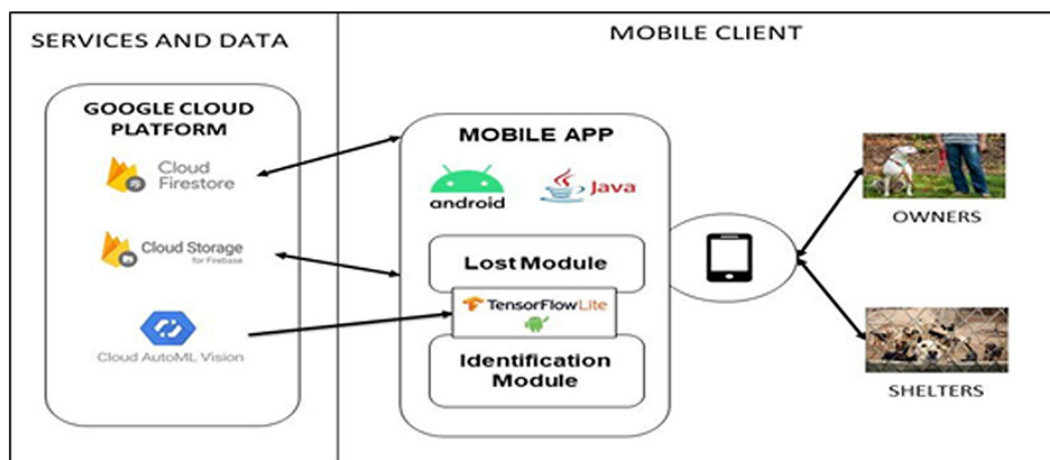 SERVICES AND DATA
GOOGLE CLOUD
PLATFORM
Cloud
Firestore
Cloud Storage
for Firebase
Cloud AutoML Vision
MOBILE CLIENT
MOBILE APP
android
Java
Lost Module
TensorFlowLite
Identification
Module
OWNERS
SHELTERS